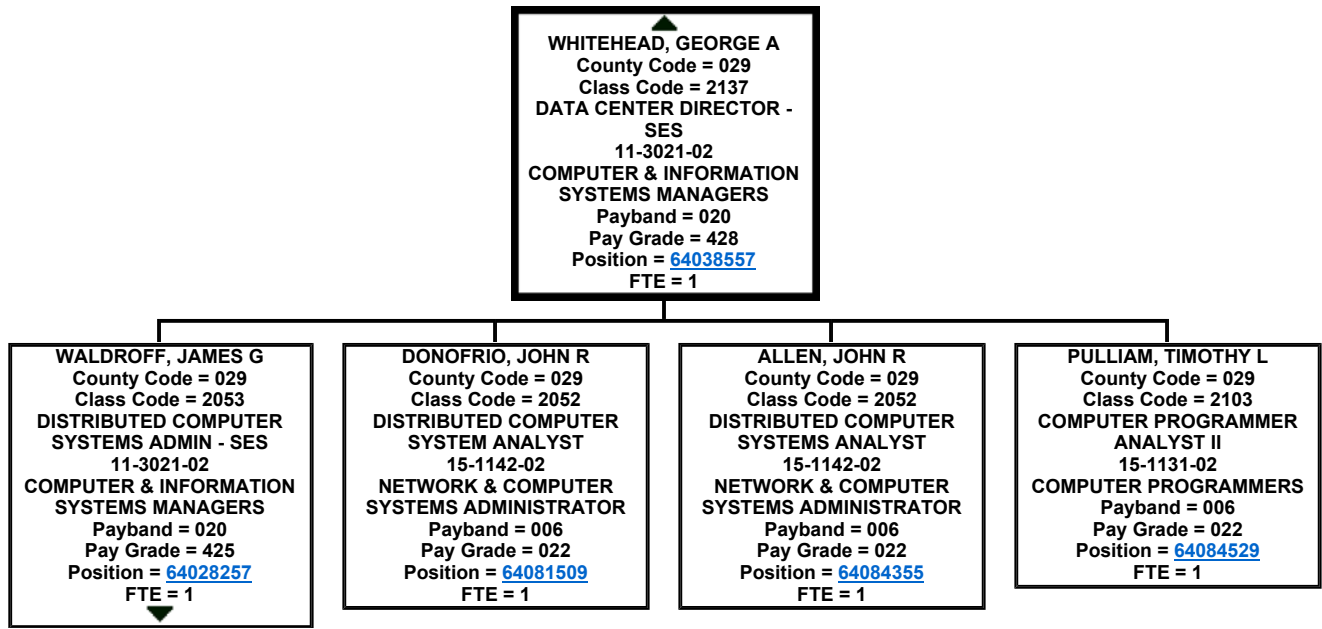 WHITEHEAD, GEORGE A
County Code = 029
Class Code = 2137
DATA CENTER DIRECTOR -
SES
11-3021-02
COMPUTER & INFORMATION
SYSTEMS MANAGERS
Payband = 020
Pay Grade = 428
Position = 64038557
FTE = 1
WALDROFF, JAMES G
County Code = 029
Class Code = 2053
DISTRIBUTED COMPUTER
SYSTEMS ADMIN - SES
11-3021-02
COMPUTER & INFORMATION
SYSTEMS MANAGERS
Payband = 020
Pay Grade = 425
Position = 64028257
FTE = 1
DONOFRIO, JOHN R
County Code = 029
Class Code = 2052
DISTRIBUTED COMPUTER
SYSTEM ANALYST
15-1142-02
NETWORK & COMPUTER
SYSTEMS ADMINISTRATOR
Payband = 006
Pay Grade = 022
Position = 64081509
FTE = 1
ALLEN, JOHN R
County Code = 029
Class Code = 2052
DISTRIBUTED COMPUTER
SYSTEMS ANALYST
15-1142-02
NETWORK & COMPUTER
SYSTEMS ADMINISTRATOR
Payband = 006
Pay Grade = 022
Position = 64084355
FTE = 1
PULLIAM, TIMOTHY L
County Code = 029
Class Code = 2103
COMPUTER PROGRAMMER
ANALYST II
15-1131-02
COMPUTER PROGRAMMERS
Payband = 006
Pay Grade = 022
Position = 64084529
FTE = 1